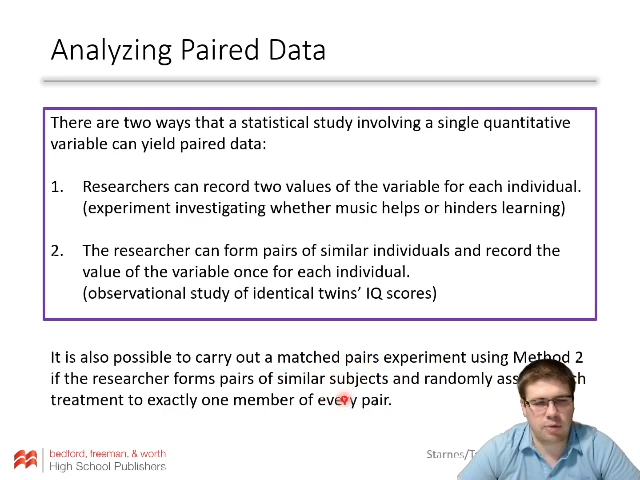 Analyzing Paired Data
There are two ways that a statistical study involving a single quantitative
variable can yield paired data:
1. Researchers can record two values of the variable for each individual.
(experiment investigating whether music helps or hinders learning)
2. The researcher can form pairs of similar individuals and record the
value of the variable once for each individual.
(observational study of identical twins' IQ scores)
It is also possible to carry out a matched pairs experiment using Method 2
if the researcher forms pairs of similar subjects and randomly
treatment to exactly one member of every pair.
bedford, freeman, & worth
High School Publishers
Starnes/